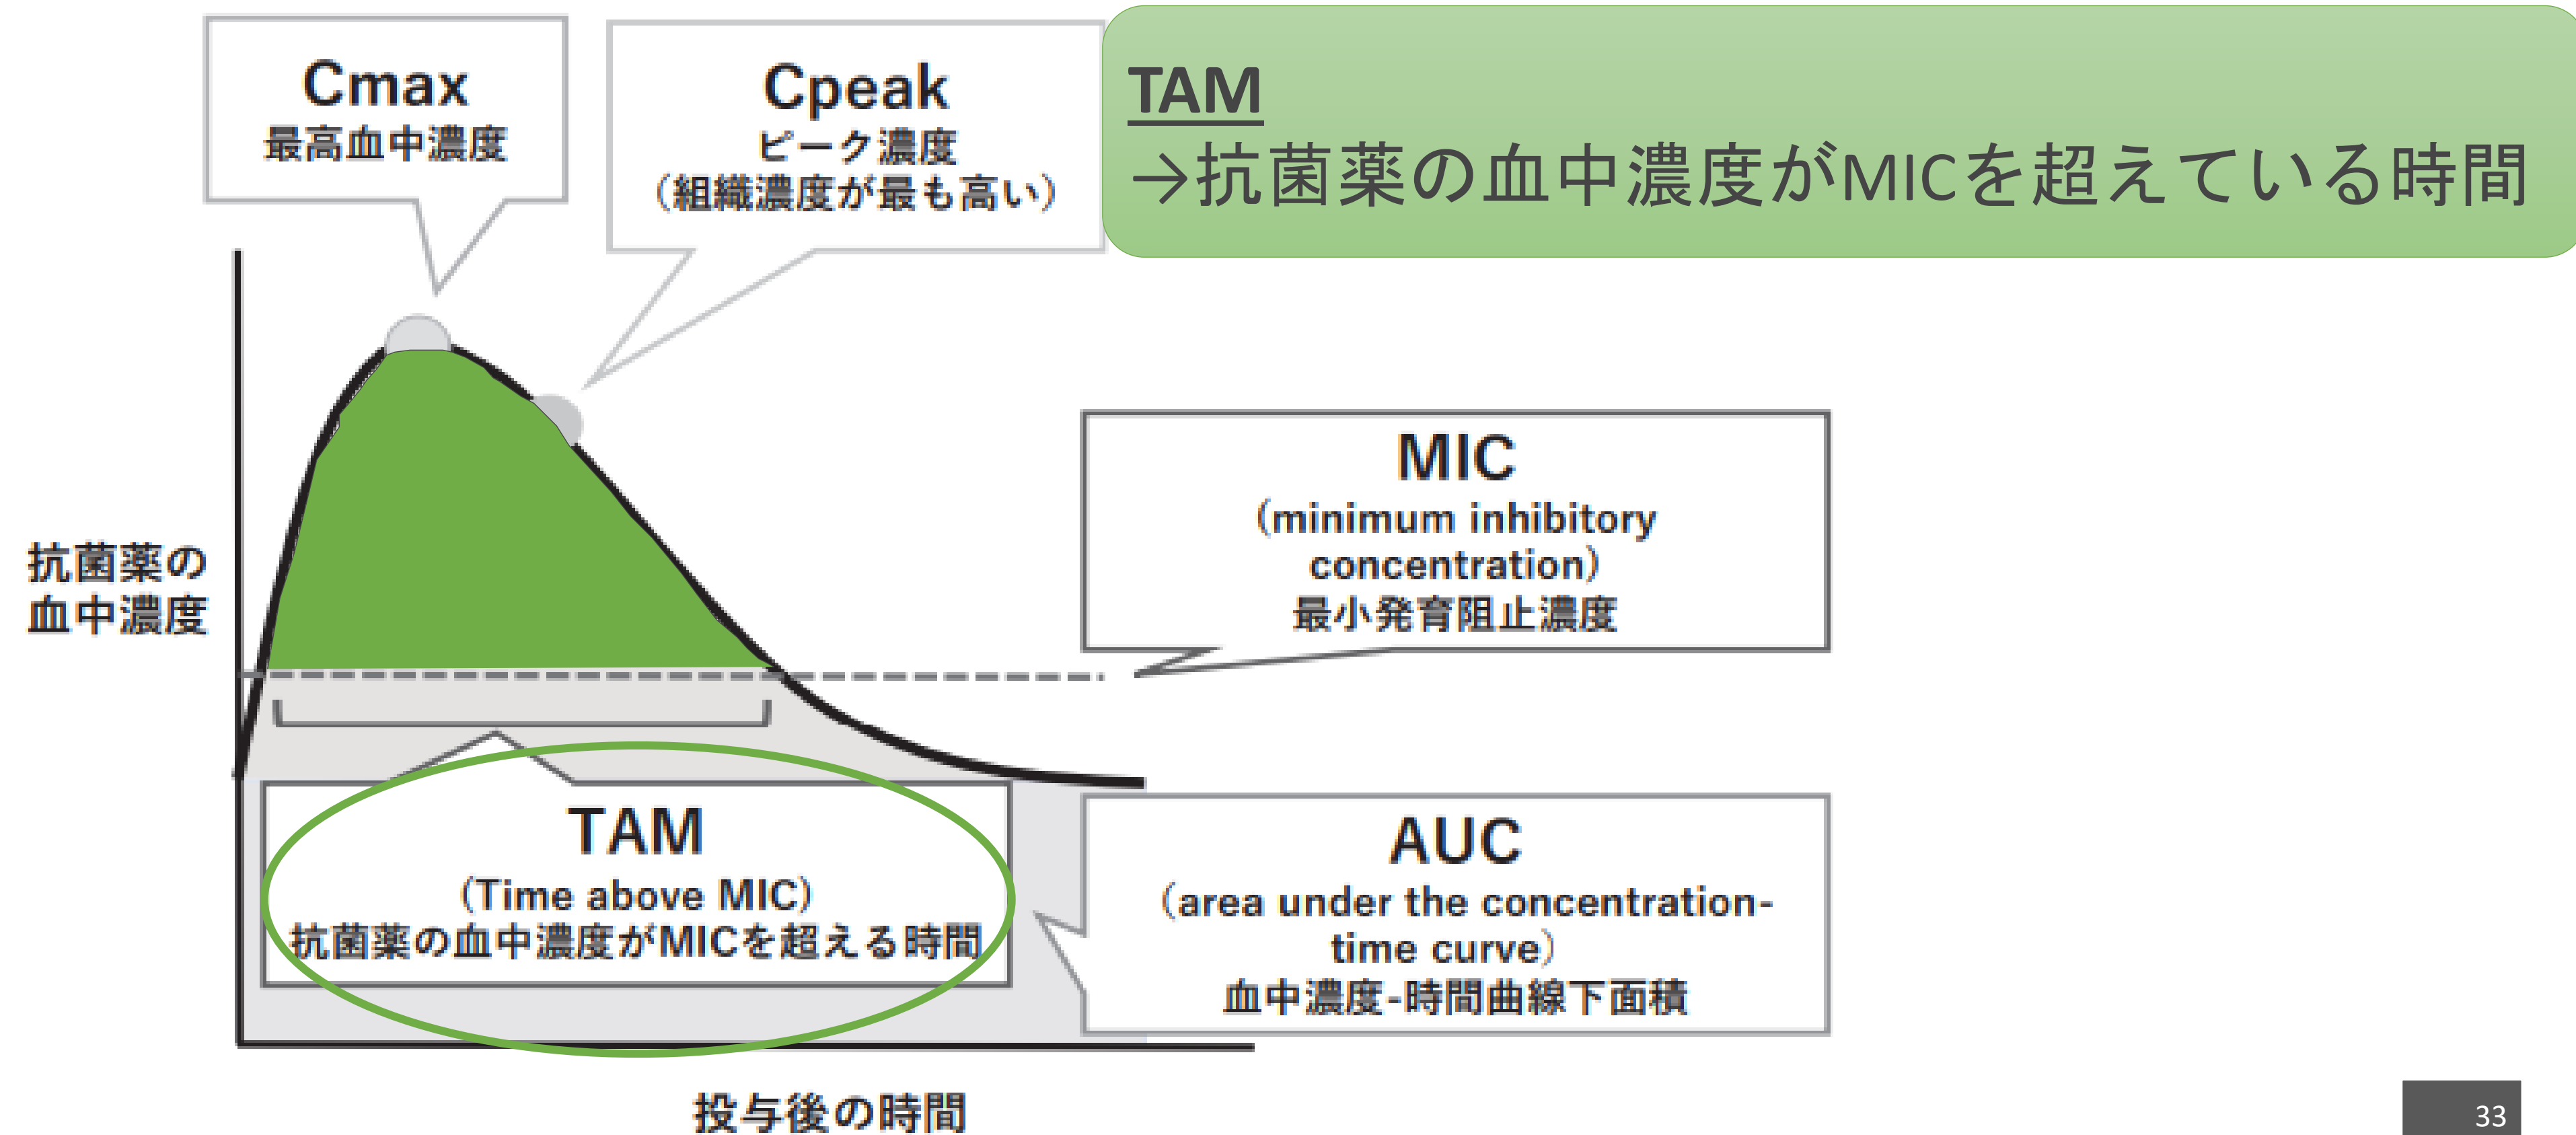 Cmax
最高血中濃度
Cpeak
ピーク濃度
（組織濃度が最も高い）
TAM
→抗菌薬の血中濃度がMICを超えている時間
抗菌薬の
血中濃度
MIC
（minimum inhibitory
concentration）
最小発育阻止濃度
TAM
（Time above MIC）
抗菌薬の血中濃度がMICを超える時間
AUC
（area under the concentration-
time curve）
血中濃度-時間曲線下面積
投与後の時間
33